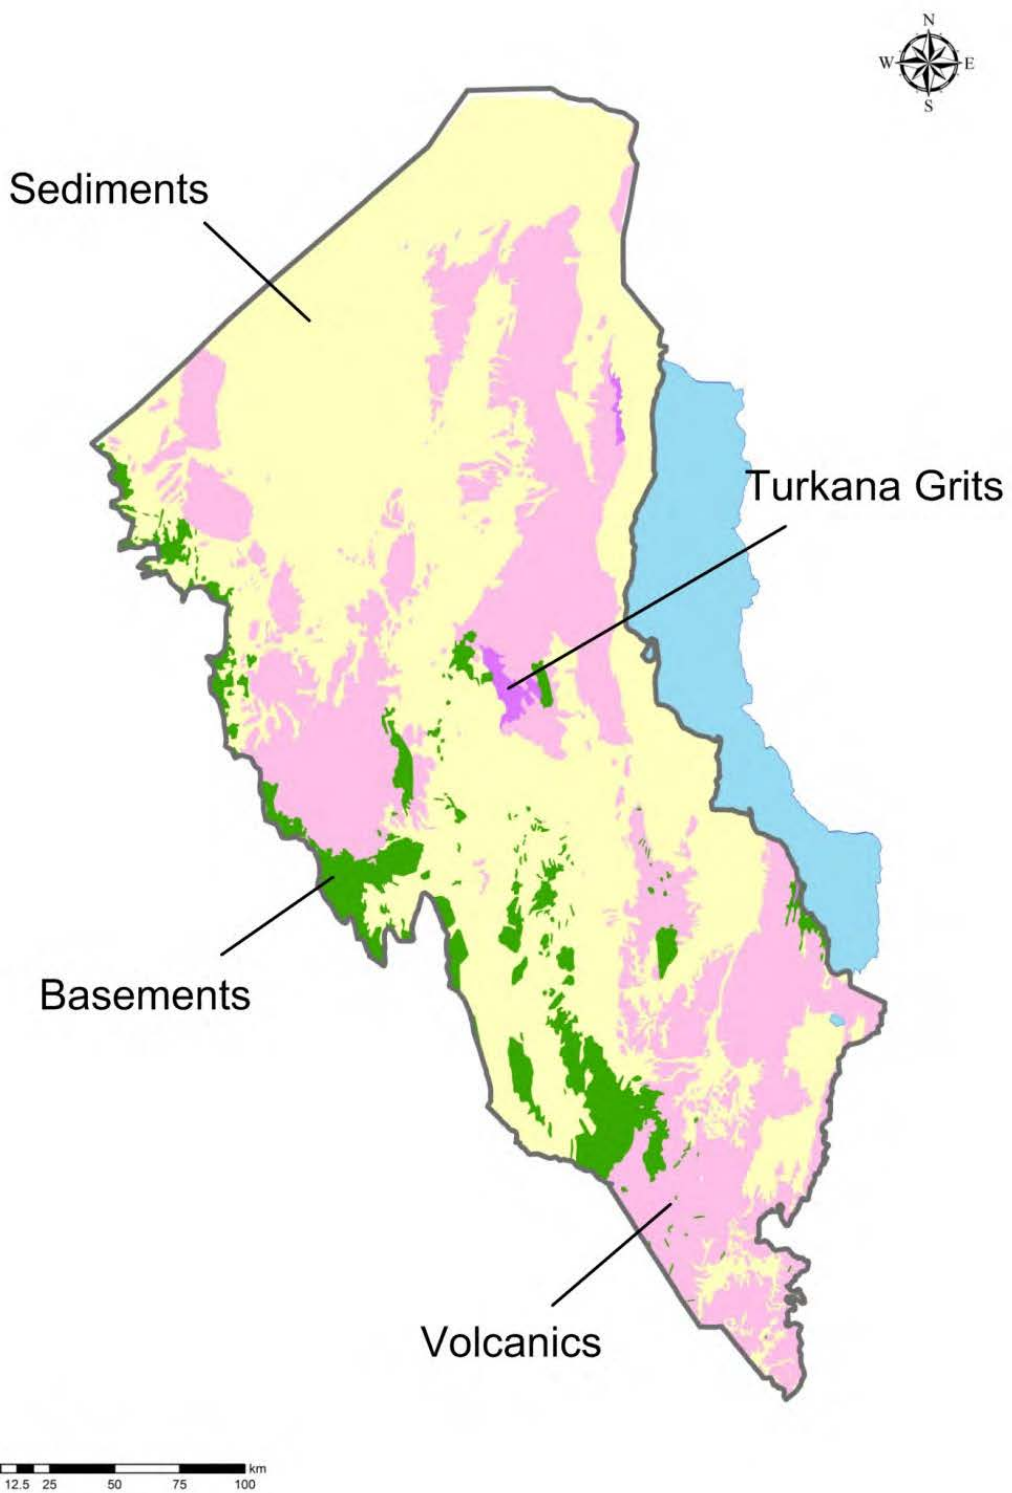 N
W E
S
Sediments
Turkana Grits
Basements
Volcanics
km
12.5 25 50 75 100